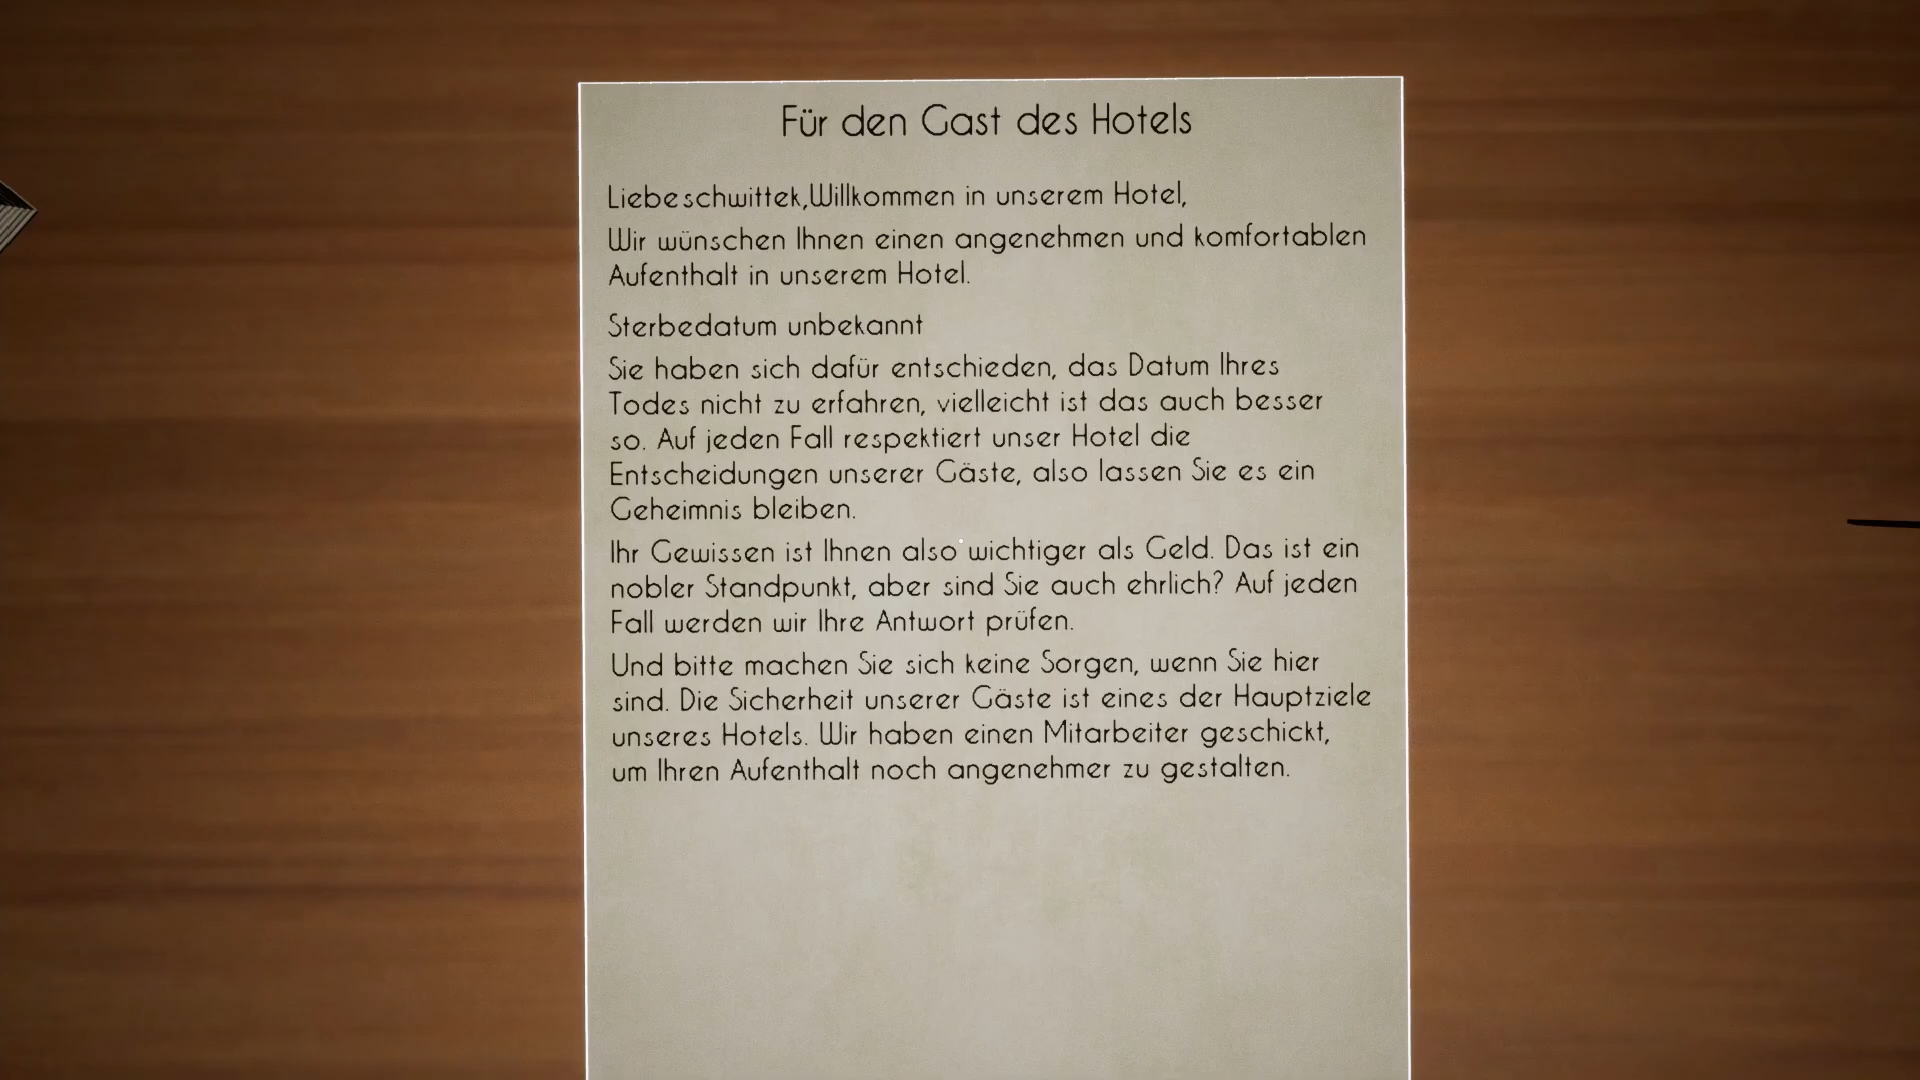 Für den Gast des Hotels
Liebeschwittek,Willkommen in unserem Hotel,
Wir wünschen Ihnen einen angenehmen und komfortablen
Aufenthalt in unserem Hotel.
Sterbedatum unbekannt
Sie haben sich dafür entschieden, das Datum Ihres
Todes nicht zu erfahren, vielleicht ist das auch besser
so. Auf jeden Fall respektiert unser Hotel die
Entscheidungen unserer Gäste, also lassen Sie es ein
Geheimnis bleiben.
Ihr Gewissen ist Ihnen also wichtiger als Geld. Das ist ein
nobler Standpunkt, aber sind Sie auch ehrlich? Auf jeden
Fall werden wir Ihre Antwort prüfen.
Und bitte machen Sie sich keine Sorgen, wenn Sie hier
sind. Die Sicherheit unserer Gäste ist eines der Hauptziele
unseres Hotels. Wir haben einen Mitarbeiter geschickt,
um Ihren Aufenthalt noch angenehmer zu gestalten.